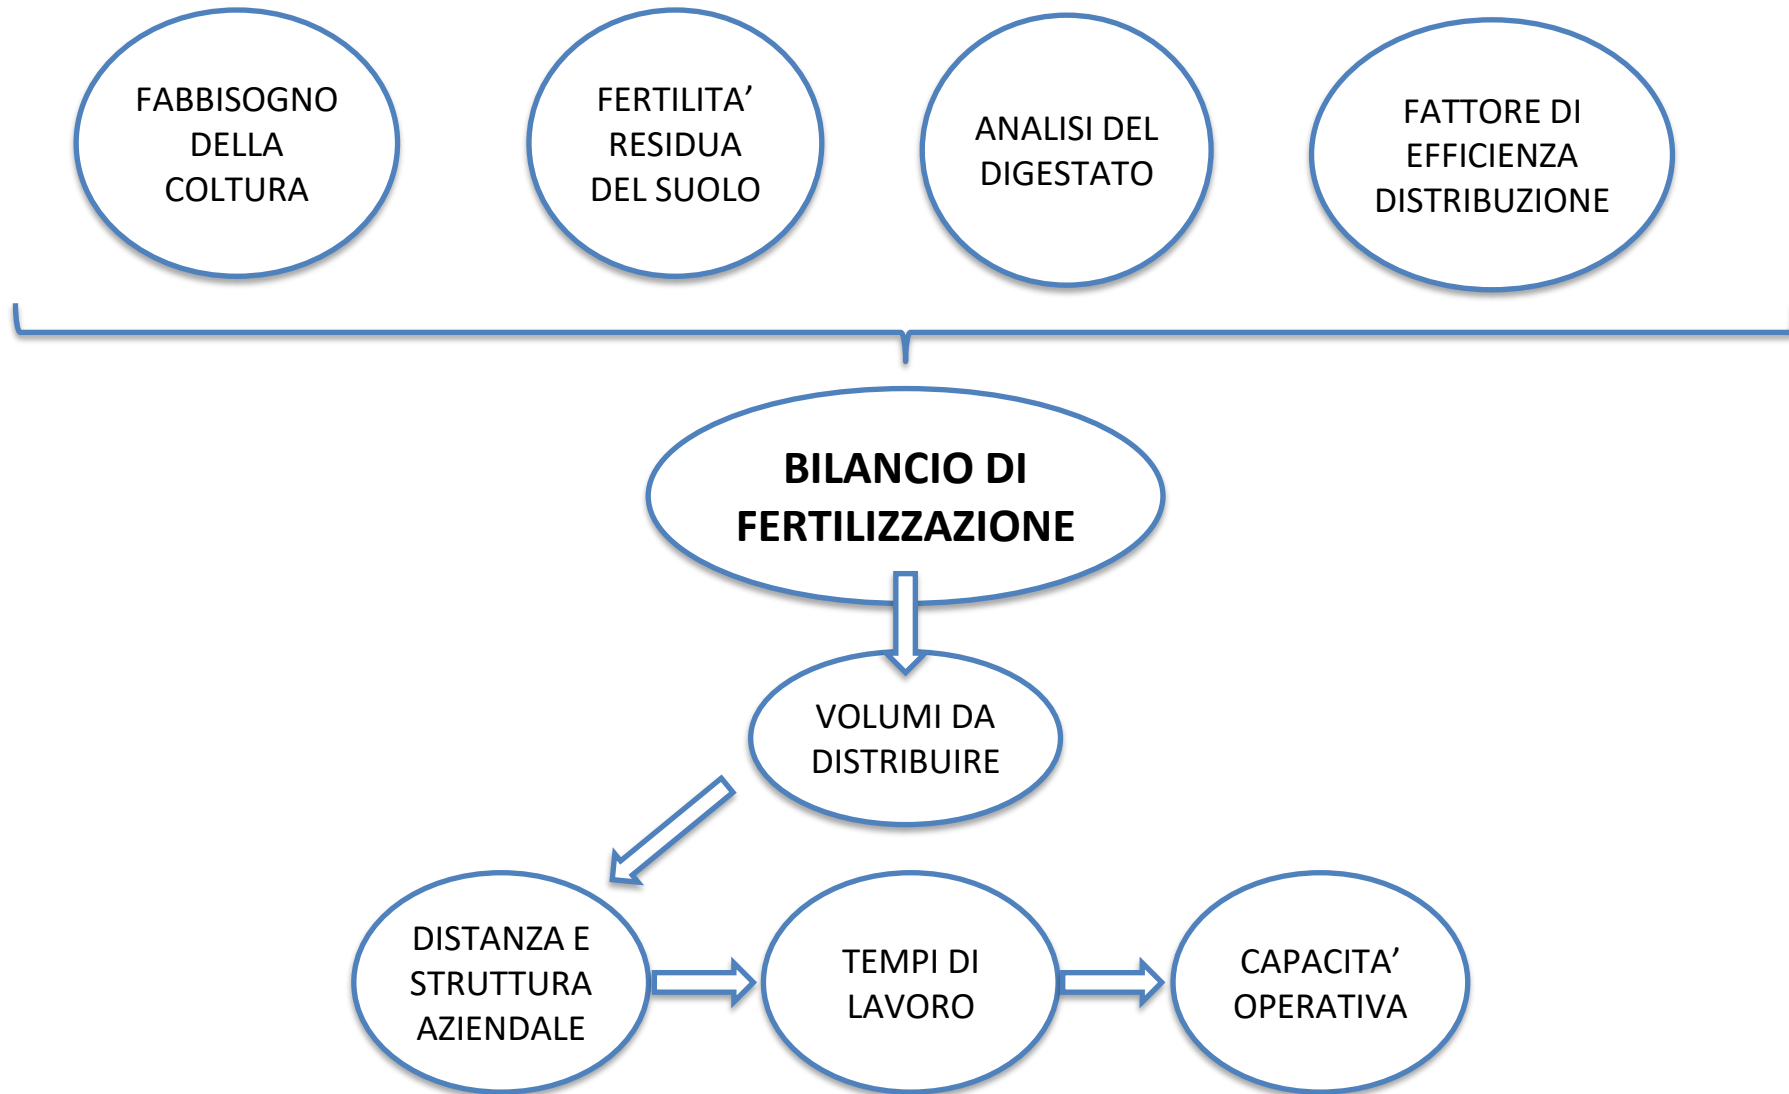 FABBISOGNO
DELLA
COLTURA
FERTILITA’
RESIDUA
DEL SUOLO
ANALISI DEL
DIGESTATO
FATTORE DI
EFFICIENZA
DISTRIBUZIONE
BILANCIO DI
FERTILIZZAZIONE
VOLUMI DA
DISTRIBUIRE
DISTANZA E
STRUTTURA
AZIENDALE
TEMPI DI
LAVORO
CAPACITA’
OPERATIVA